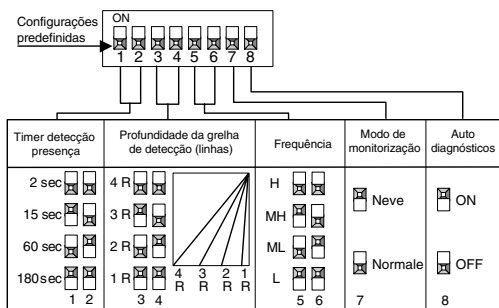 Configurações
predefinidas
ON
1 2 3 4 5 6 7 8
Timer detecção
presença
Profundidade da grelha
de detecção (linhas)
Frequência
Modo de
monitorização
Auto
diagnósticos
2 sec
15 sec
60 sec
180 sec
1 2
4 R
3 R
2 R
1 R
3 4
4 3 2 1
R R R R
H
MH
ML
L
5 6
Neve
Normale
7
ON
OFF
8